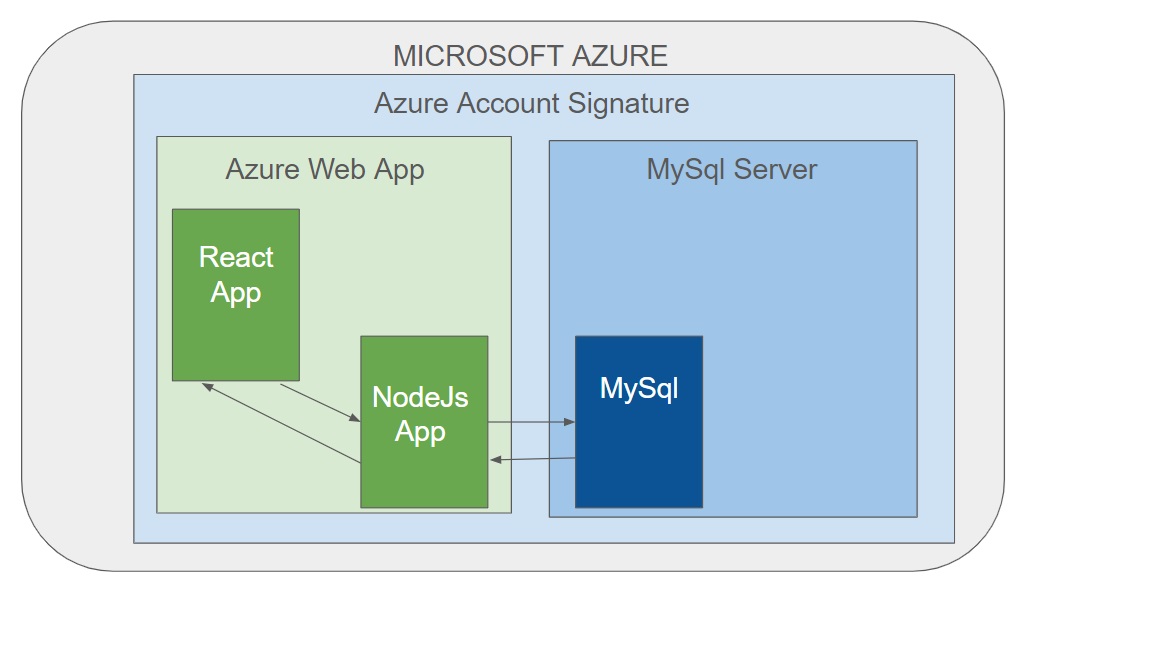 MICROSOFT AZURE
Azure Account Signature
Azure Web App
MySql Server
React
App
NodeJs
App
MySql